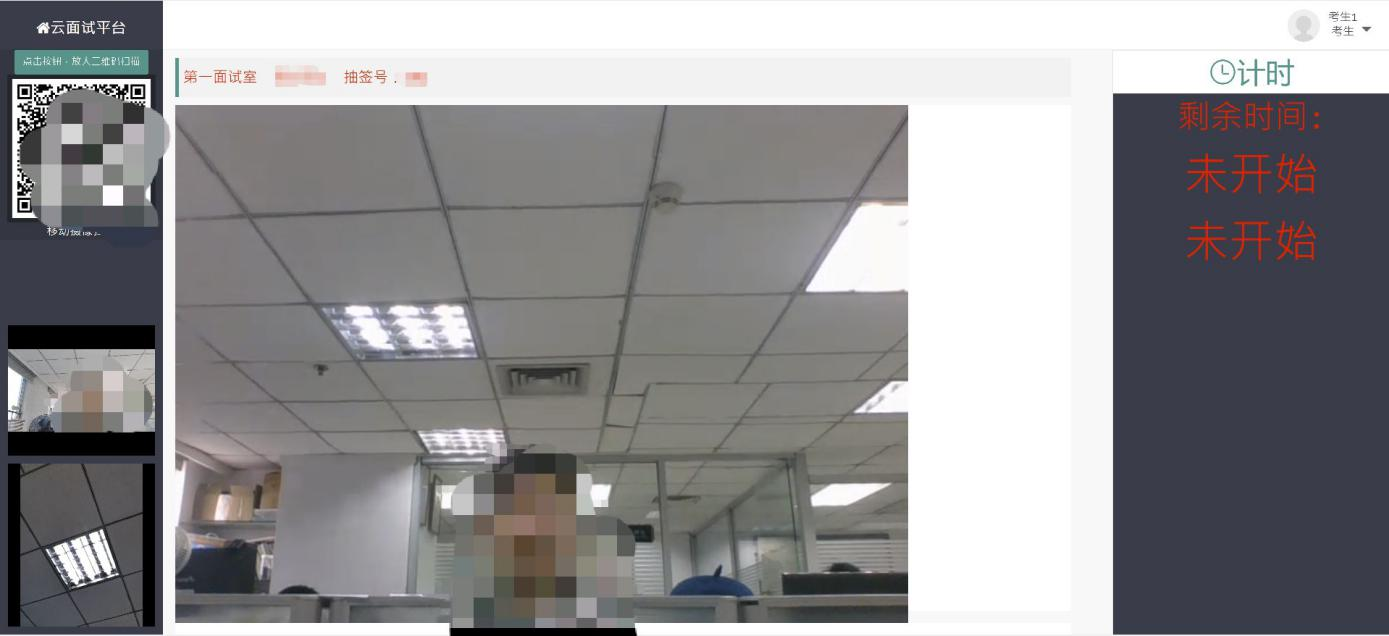 云面试平台
考生1
考生
点击按钮，放大二维码扫描
第一面试室 抽签号：
计时
剩余时间：
未开始
未开始
移动摄像